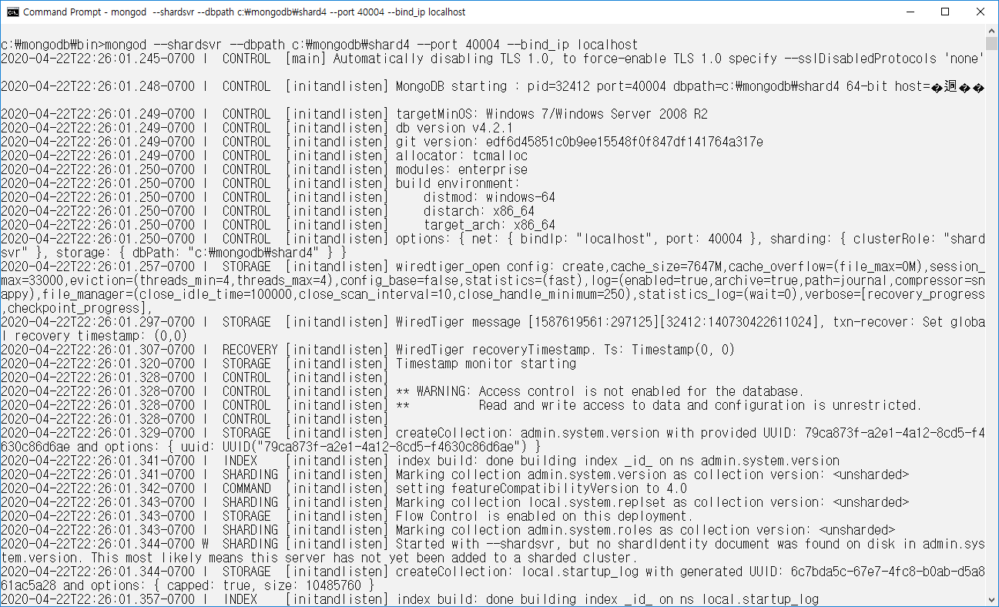 Command Prompt - mongod  --shardsvr --dbpath c:₩mongodb₩shard4 --port 40004 --bind_ip localhost
c:₩mongodb₩bin>mongod --shardsvr --dbpath c:₩mongodb₩shard4 --port 40004 --bind_ip localhost
2020-04-22T22:26:01.245-0700 I  CONTROL  [main] Automatically disabling TLS 1.0, to force-enable TLS 1.0 specify --sslDisabledProtocols 'none'
2020-04-22T22:26:01.248-0700 I  CONTROL  [initandlisten] MongoDB starting : pid=32412 port=40004 dbpath=c:₩mongodb₩shard4 64-bit host=
2020-04-22T22:26:01.249-0700 I  CONTROL  [initandlisten] targetMinOS: Windows 7/Windows Server 2008 R2
2020-04-22T22:26:01.249-0700 I  CONTROL  [initandlisten] db version v4.2.1
2020-04-22T22:26:01.249-0700 I  CONTROL  [initandlisten] git version: edf6d45851c0b9ee15548f0f847df141764a317e
2020-04-22T22:26:01.249-0700 I  CONTROL  [initandlisten] allocator: tcmalloc
2020-04-22T22:26:01.250-0700 I  CONTROL  [initandlisten] modules: enterprise
2020-04-22T22:26:01.250-0700 I  CONTROL  [initandlisten] build environment:
2020-04-22T22:26:01.250-0700 I  CONTROL  [initandlisten]     distmod: windows-64
2020-04-22T22:26:01.250-0700 I  CONTROL  [initandlisten]     distarch: x86_64
2020-04-22T22:26:01.250-0700 I  CONTROL  [initandlisten]     target_arch: x86_64
2020-04-22T22:26:01.250-0700 I  CONTROL  [initandlisten] options: { net: { bindIp: "localhost", port: 40004 }, sharding: { clusterRole: "shard
svr" }, storage: { dbPath: "c:₩mongodb₩shard4" } }
2020-04-22T22:26:01.257-0700 I  STORAGE  [initandlisten] wiredtiger_open config: create,cache_size=7647M,cache_overflow=(file_max=0M),session_
max=33000,eviction=(threads_min=4,threads_max=4),config_base=false,statistics=(fast),log=(enabled=true,archive=true,path=journal,compressor=sn
appy),file_manager=(close_idle_time=100000,close_scan_interval=10,close_handle_minimum=250),statistics_log=(wait=0),verbose=[recovery_progress
,checkpoint_progress],
2020-04-22T22:26:01.297-0700 I  STORAGE  [initandlisten] WiredTiger message [1587619561:297125][32412:140730422611024], txn-recover: Set globa
l recovery timestamp: (0,0)
2020-04-22T22:26:01.307-0700 I  RECOVERY [initandlisten] WiredTiger recoveryTimestamp. Ts: Timestamp(0, 0)
2020-04-22T22:26:01.320-0700 I  STORAGE  [initandlisten] Timestamp monitor starting
2020-04-22T22:26:01.328-0700 I  CONTROL  [initandlisten]
2020-04-22T22:26:01.328-0700 I  CONTROL  [initandlisten] ** WARNING: Access control is not enabled for the database.
2020-04-22T22:26:01.328-0700 I  CONTROL  [initandlisten] **          Read and write access to data and configuration is unrestricted.
2020-04-22T22:26:01.328-0700 I  CONTROL  [initandlisten]
2020-04-22T22:26:01.329-0700 I  STORAGE  [initandlisten] createCollection: admin.system.version with provided UUID: 79ca873f-a2e1-4a12-8cd5-f4
630c86d6ae and options: { uuid: UUID("79ca873f-a2e1-4a12-8cd5-f4630c86d6ae") }
2020-04-22T22:26:01.341-0700 I  INDEX    [initandlisten] index build: done building index _id_ on ns admin.system.version
2020-04-22T22:26:01.341-0700 I  SHARDING [initandlisten] Marking collection admin.system.version as collection version: <unsharded>
2020-04-22T22:26:01.342-0700 I  COMMAND  [initandlisten] setting featureCompatibilityVersion to 4.0
2020-04-22T22:26:01.343-0700 I  SHARDING [initandlisten] Marking collection local.system.replset as collection version: <unsharded>
2020-04-22T22:26:01.343-0700 I  STORAGE  [initandlisten] Flow Control is enabled on this deployment.
2020-04-22T22:26:01.343-0700 I  SHARDING [initandlisten] Marking collection admin.system.roles as collection version: <unsharded>
2020-04-22T22:26:01.344-0700 W  SHARDING [initandlisten] Started with --shardsvr, but no shardIdentity document was found on disk in admin.sys
tem.version. This most likely means this server has not yet been added to a sharded cluster.
2020-04-22T22:26:01.344-0700 I  STORAGE  [initandlisten] createCollection: local.startup_log with generated UUID: 6c7bda5c-67e7-4fc8-b0ab-d5a8
61ac5a28 and options: { capped: true, size: 10485760 }
2020-04-22T22:26:01.357-0700 I  INDEX    [initandlisten] index build: done building index _id_ on ns local.startup_log